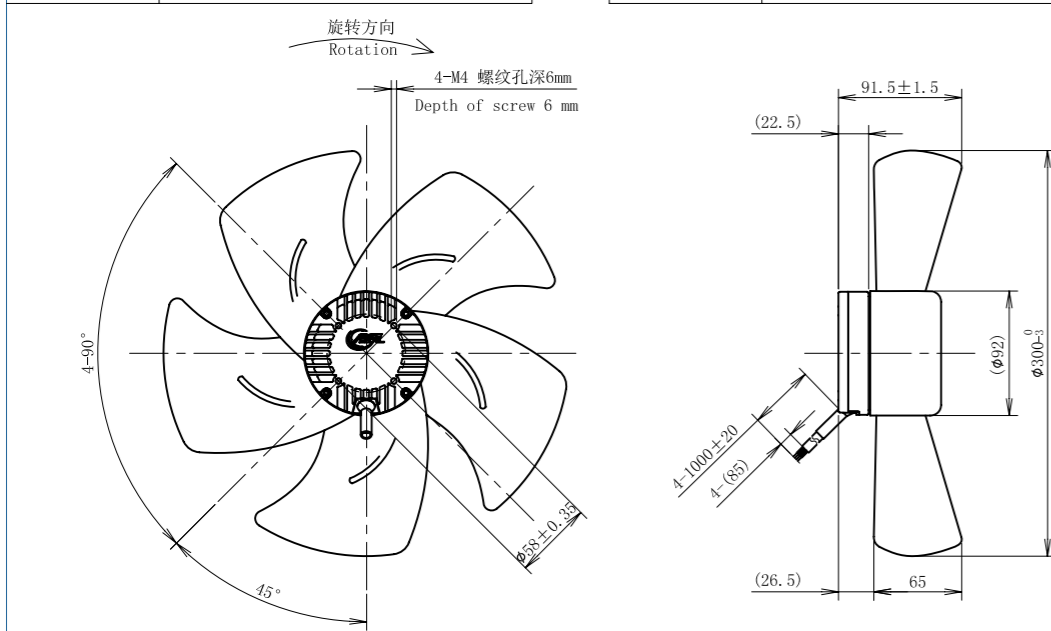 旋转方向
Rotation
4-M4 螺纹孔深6mm
Depth of screw 6 mm
4-90°
45°
Φ58±0.35
91.5±1.5
(22.5)
(Φ92)
Φ300-3 0
4-1000±20
4-(85)
(26.5)
65